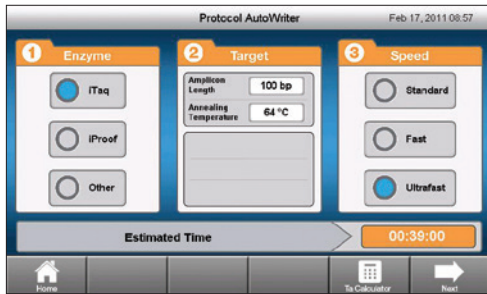 Protocol AutoWriter
Feb 17, 2011 08:57
1 Enzyme
iTaq
iProof
Other
2 Target
Amplicon Length 100 bp
Annealing Temperature 64 °C
3 Speed
Standard
Fast
Ultrafast
Estimated Time 00:39:00
Home
Ta Calculator
Next